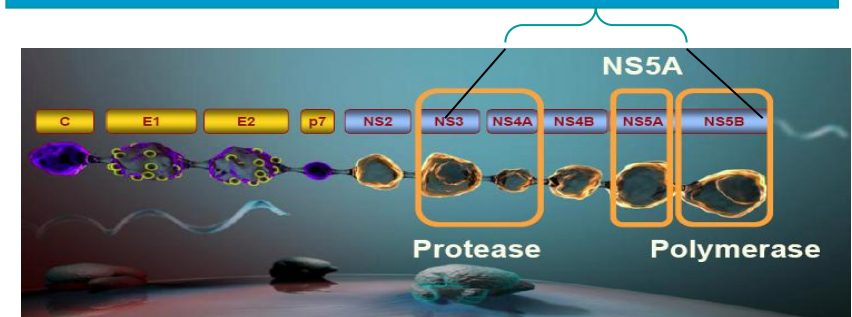 NS5A
C E1 E2 p7 NS2 NS3 NS4A NS4B NS5A NS5B
Protease Polymerase